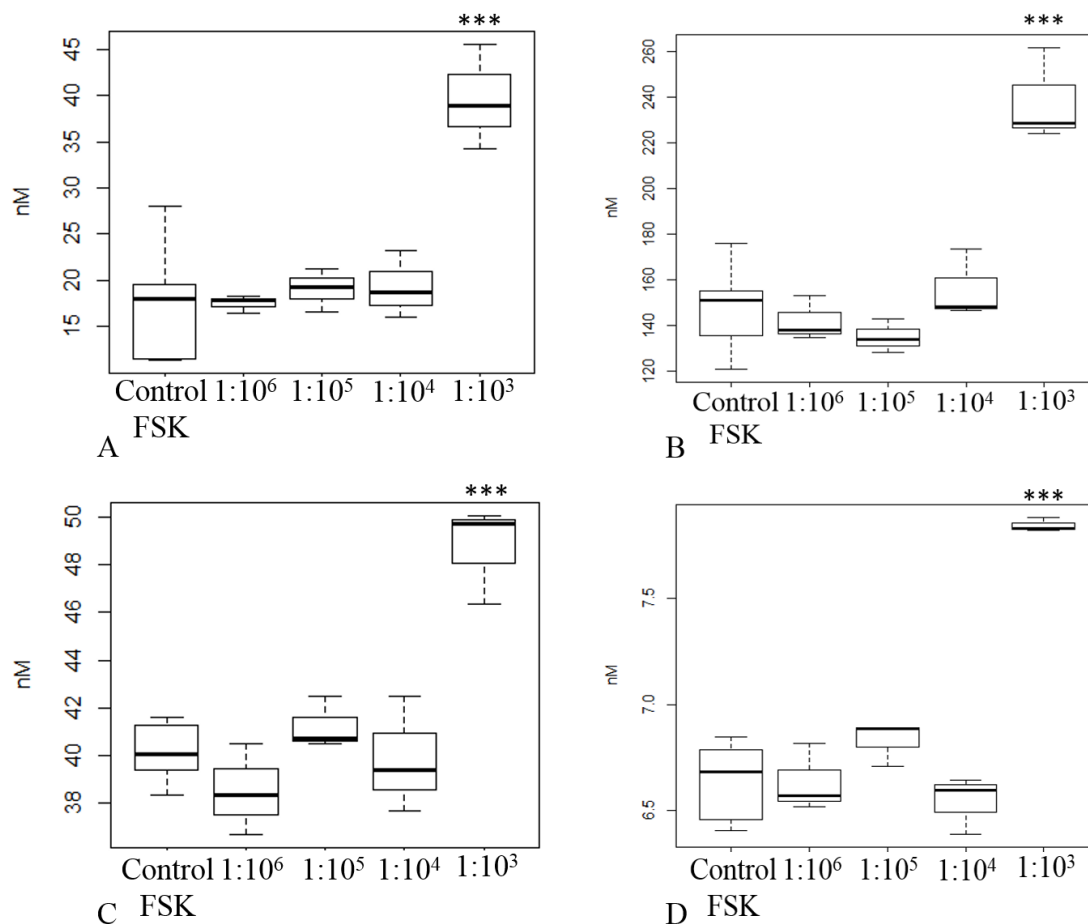 ***
45
40
35
30
25
20
15
nM
Control 1:10⁶ 1:10⁵ 1:10⁴ 1:10³
FSK
A
***
260
240
220
200
180
160
140
120
nM
Control 1:10⁶ 1:10⁵ 1:10⁴ 1:10³
FSK
B
***
50
48
46
44
42
40
38
nM
Control 1:10⁶ 1:10⁵ 1:10⁴ 1:10³
FSK
C
***
7.5
7.0
6.5
nM
Control 1:10⁶ 1:10⁵ 1:10⁴ 1:10³
FSK
D